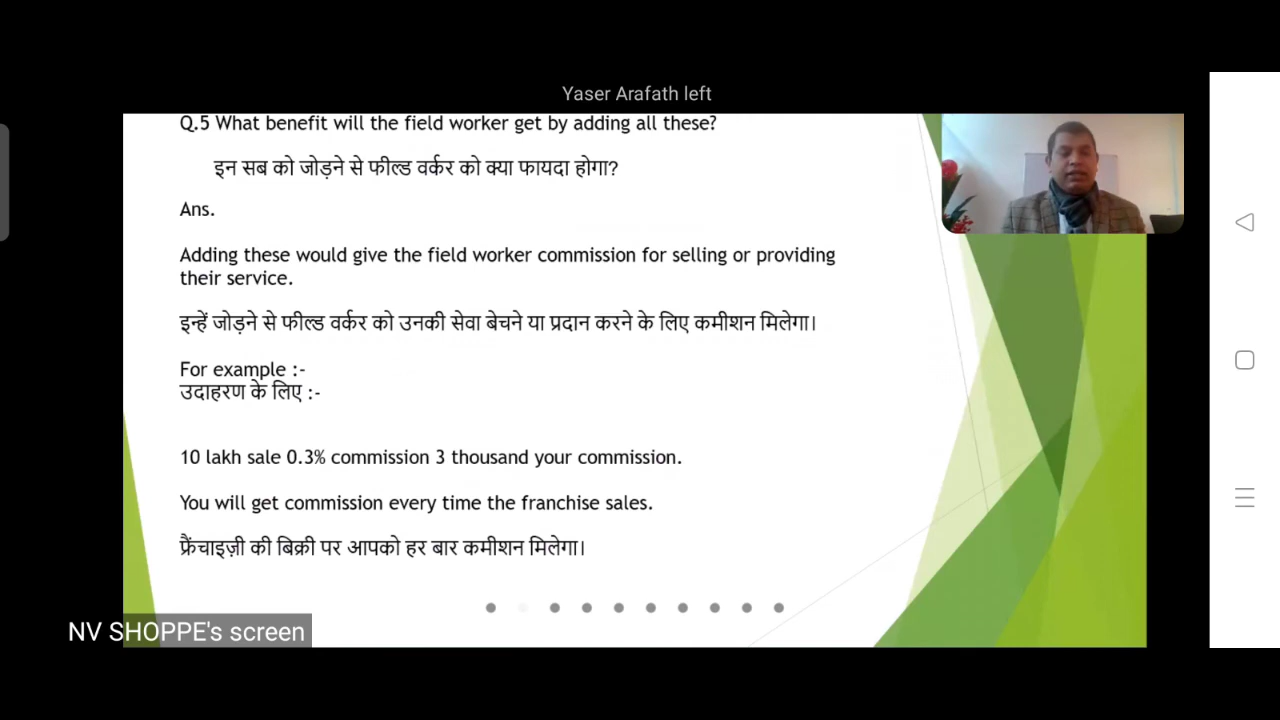 Yaser Arafath left
Q.5 What benefit will the field worker get by adding all these?
इन सब को जोड़ने से फील्ड वर्कर को क्या फायदा होगा?
Ans.
Adding these would give the field worker commission for selling or providing
their service.
इन्हें जोड़ने से फील्ड वर्कर को उनकी सेवा बेचने या प्रदान करने के लिए कमीशन मिलेगा।
For example :-
उदाहरण के लिए :-
10 lakh sale 0.3% commission 3 thousand your commission.
You will get commission every time the franchise sales.
फ्रैंचाइज़ी की बिक्री पर आपको हर बार कमीशन मिलेगा।
NV SHOPPE's screen